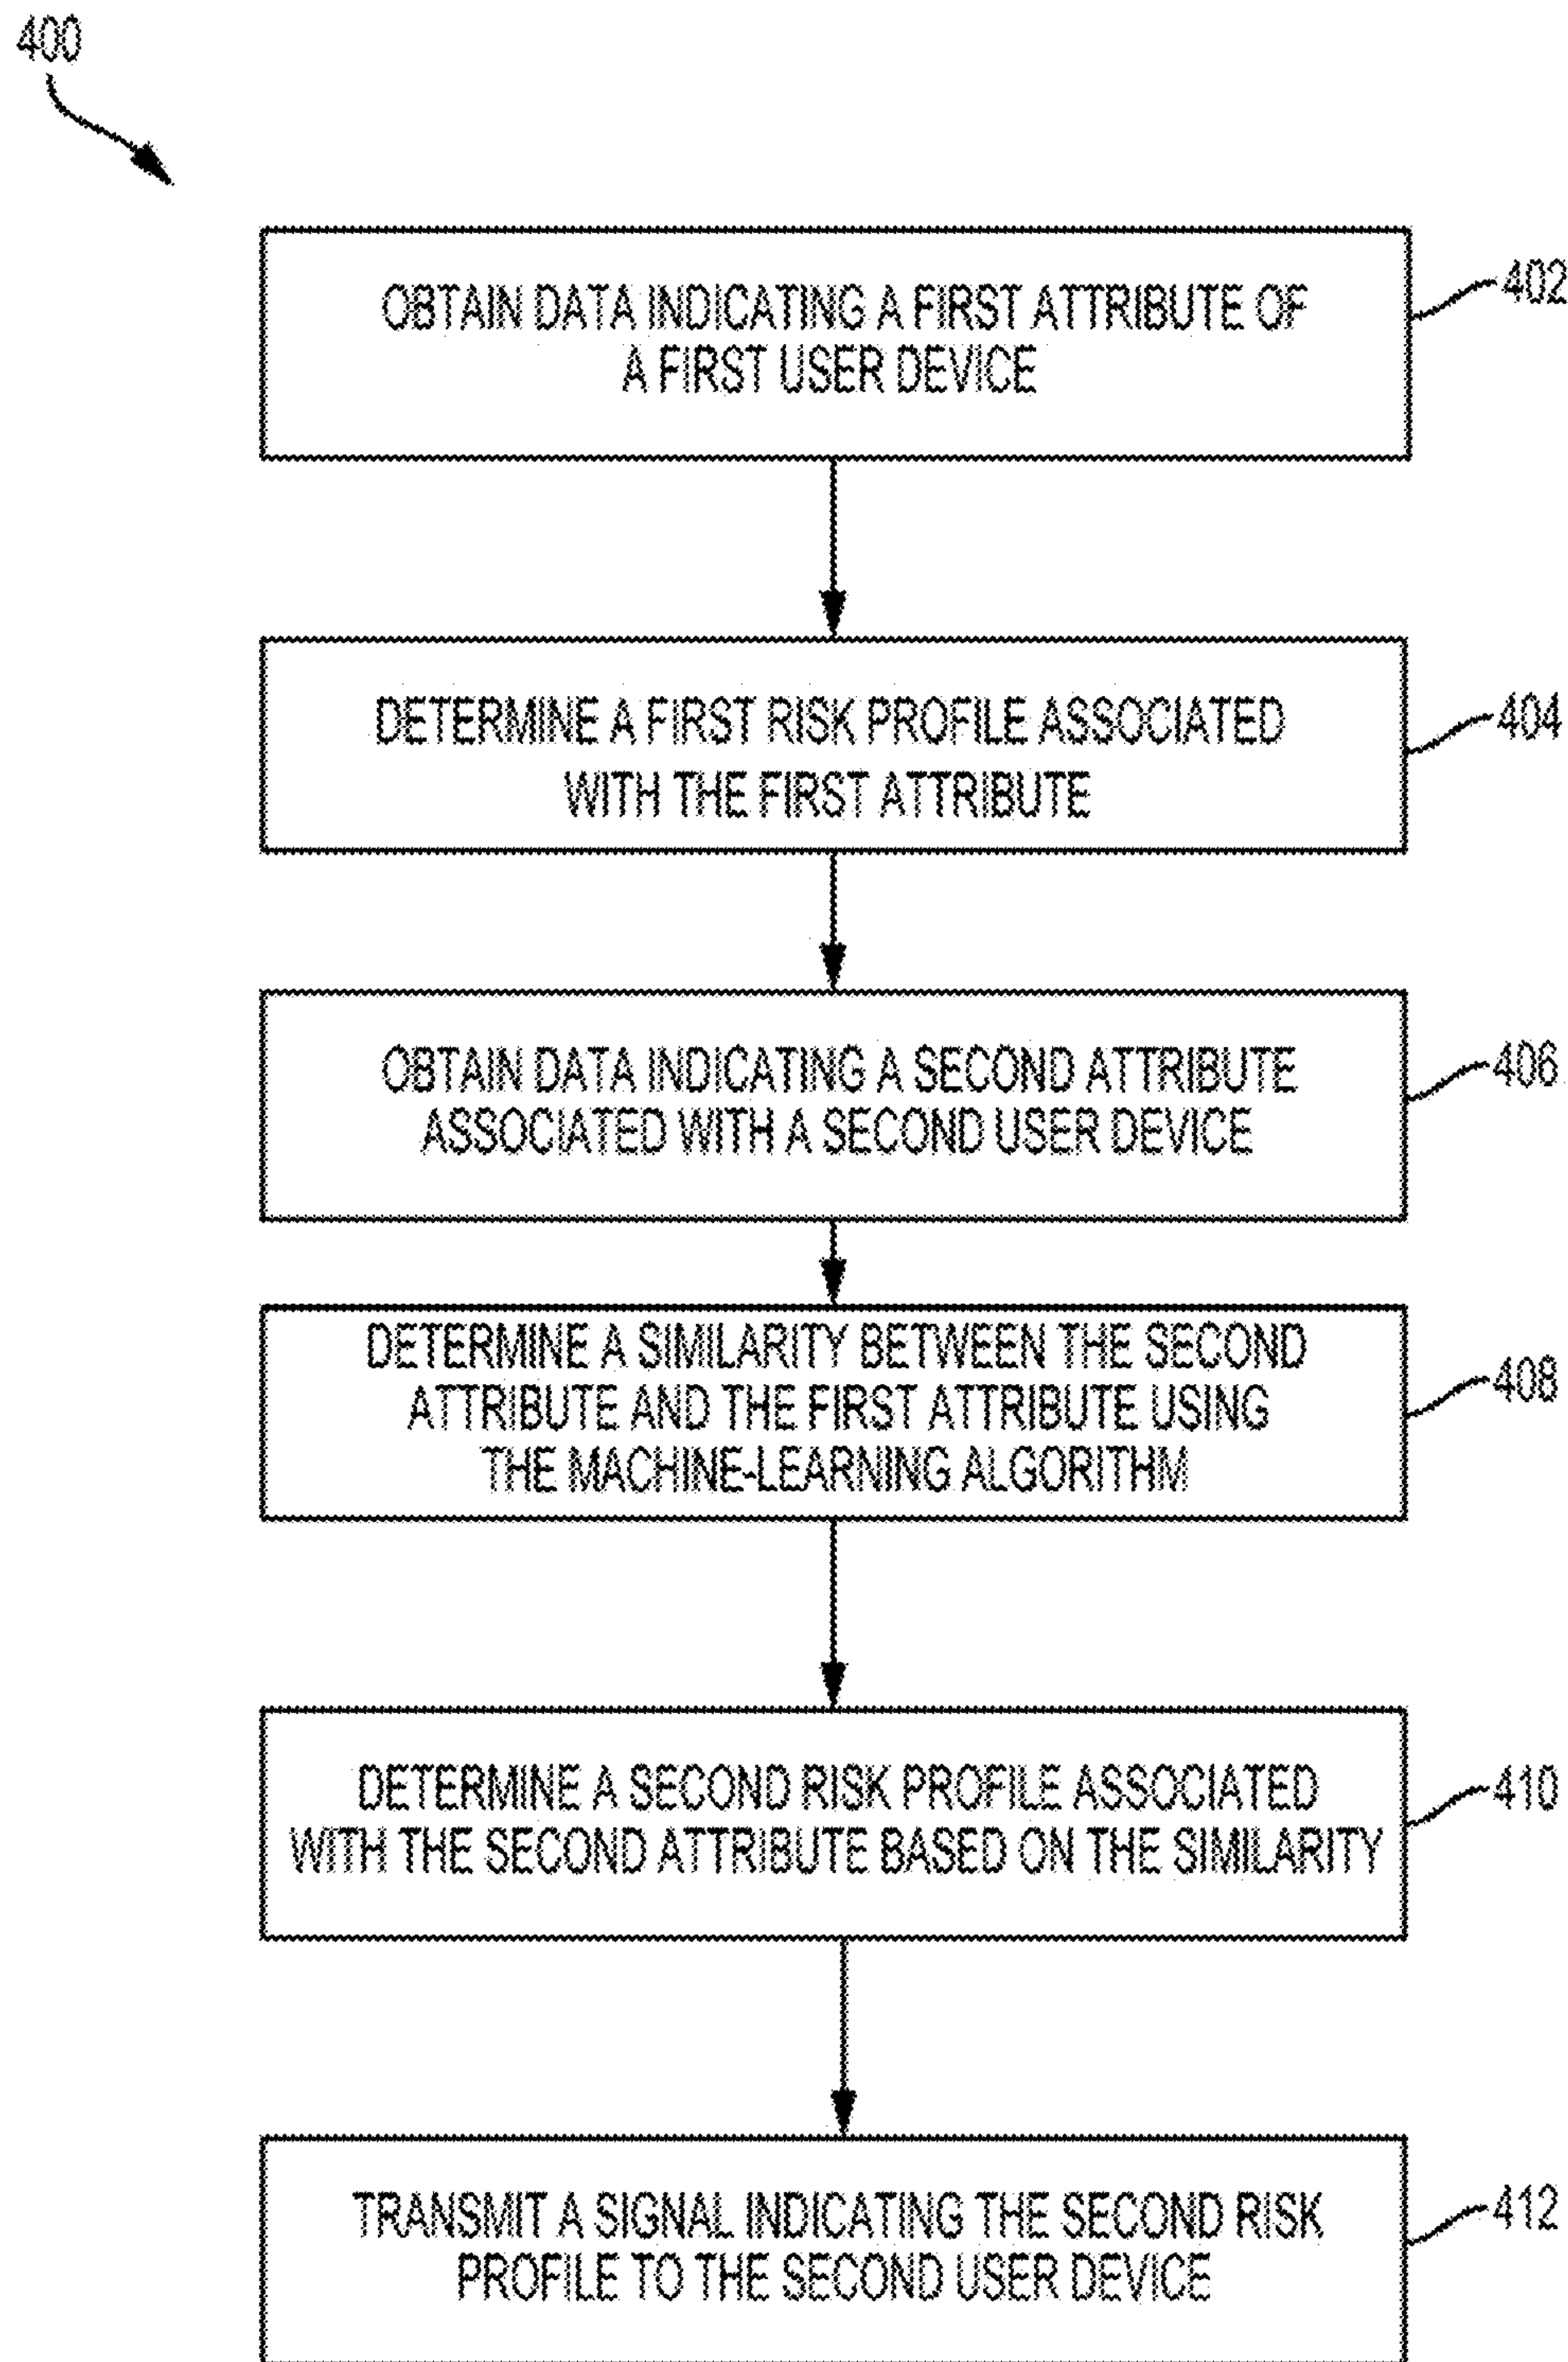 400
OBTAIN DATA INDICATING A FIRST ATTRIBUTE OF
A FIRST USER DEVICE
402
DETERMINE A FIRST RISK PROFILE ASSOCIATED
WITH THE FIRST ATTRIBUTE
404
OBTAIN DATA INDICATING A SECOND ATTRIBUTE
ASSOCIATED WITH A SECOND USER DEVICE
406
DETERMINE A SIMILARITY BETWEEN THE SECOND
ATTRIBUTE AND THE FIRST ATTRIBUTE USING
THE MACHINE-LEARNING ALGORITHM
408
DETERMINE A SECOND RISK PROFILE ASSOCIATED
WITH THE SECOND ATTRIBUTE BASED ON THE SIMILARITY
410
TRANSMIT A SIGNAL INDICATING THE SECOND RISK
PROFILE TO THE SECOND USER DEVICE
412